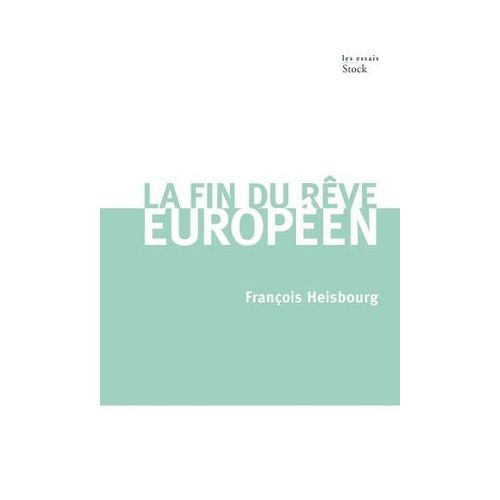 les essais
Stock
LA FIN DU RÊVE
EUROPÉEN
François Heisbourg